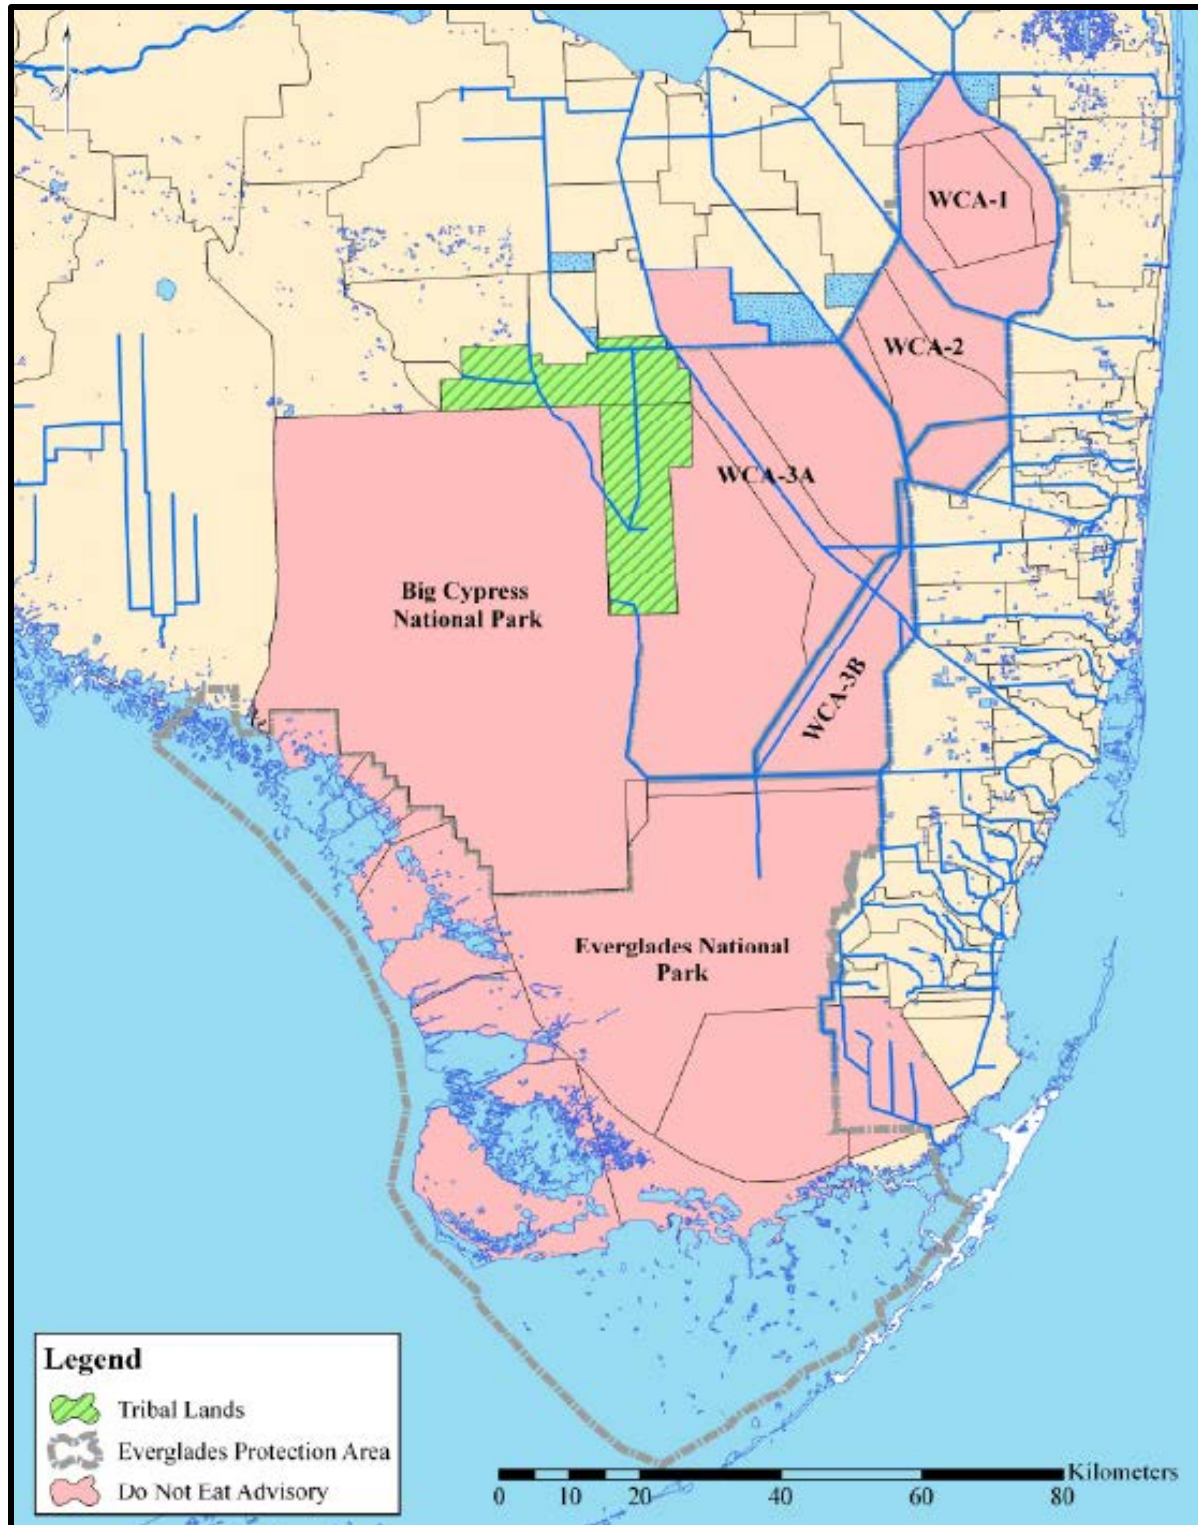 WCA-1
WCA-2
WCA-3A
Big Cypress
National Park
WCA-3B
Everglades National
Park
Legend
Tribal Lands
Everglades Protection Area
Do Not Eat Advisory
Kilometers
0 10 20 40 60 80